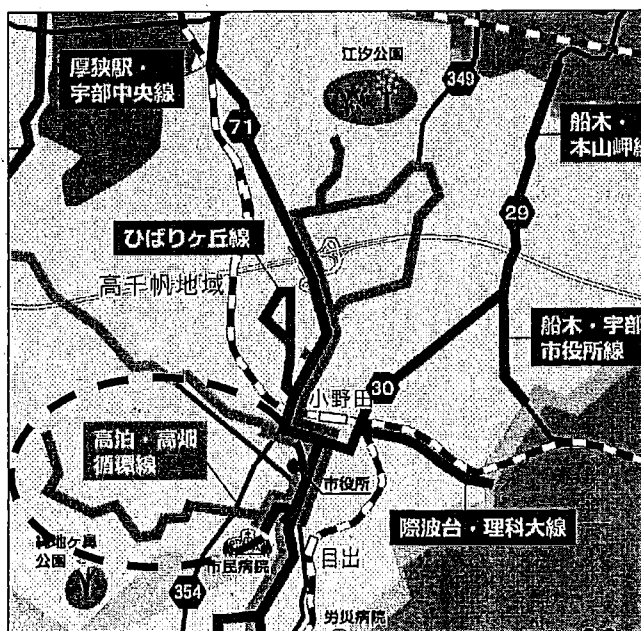 厚狭駅・
宇部中央線
江汐公園
349
船木・
本山岬線
71
29
ひばりヶ丘線
高千帆地域
船木・宇部
市役所線
30
小野田
高泊・高畑
循環線
市役所
際波台・理科大線
公園
市民病院
目出
354
労災病院